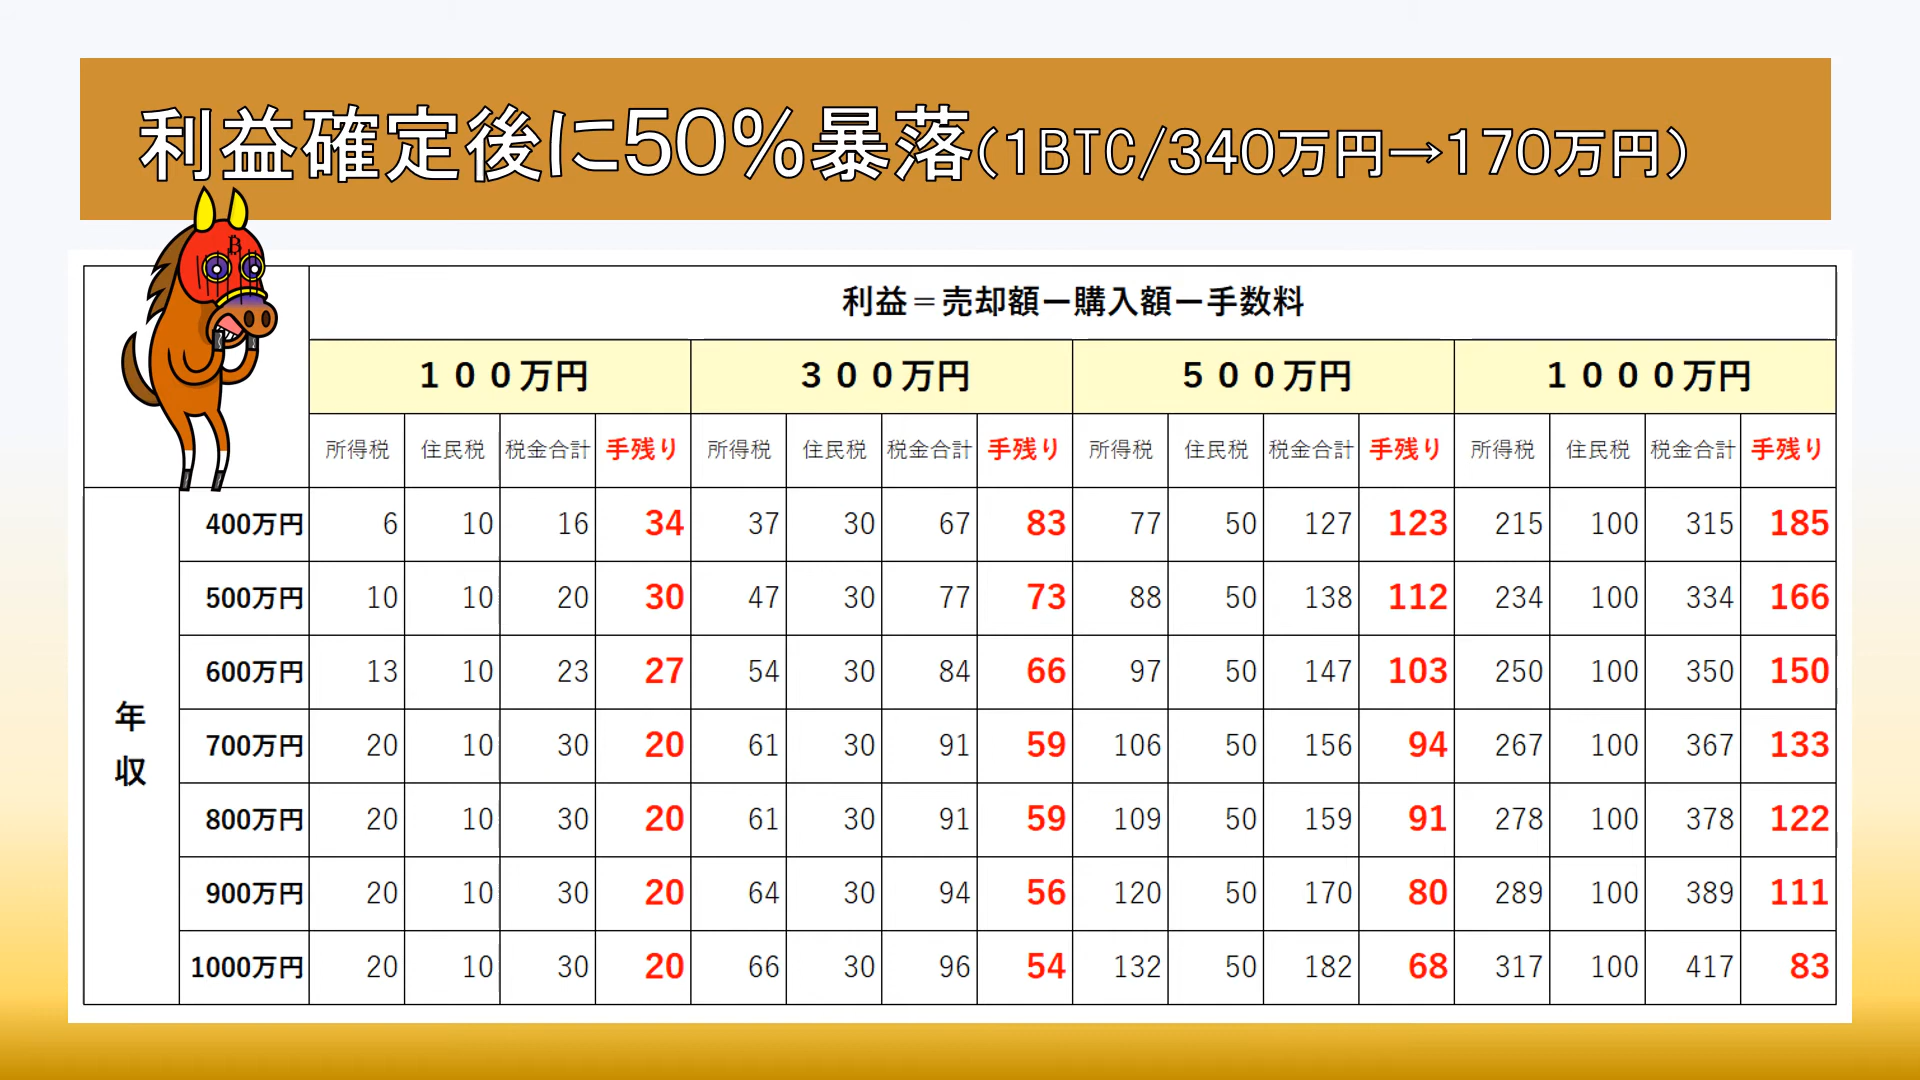 利益確定後に50%暴落(1BTC/340万円→170万円)
利益=売却額ー購入額ー手数料
100万円 300万円 500万円 1000万円
所得税 住民税 税金合計 手残り 所得税 住民税 税金合計 手残り 所得税 住民税 税金合計 手残り 所得税 住民税 税金合計 手残り
年収
400万円 6 10 16 34 37 30 67 83 77 50 127 123 215 100 315 185
500万円 10 10 20 30 47 30 77 73 88 50 138 112 234 100 334 166
600万円 13 10 23 27 54 30 84 66 97 50 147 103 250 100 350 150
700万円 20 10 30 20 61 30 91 59 106 50 156 94 267 100 367 133
800万円 20 10 30 20 61 30 91 59 109 50 159 91 278 100 378 122
900万円 20 10 30 20 64 30 94 56 120 50 170 80 289 100 389 111
1000万円 20 10 30 20 66 30 96 54 132 50 182 68 317 100 417 83